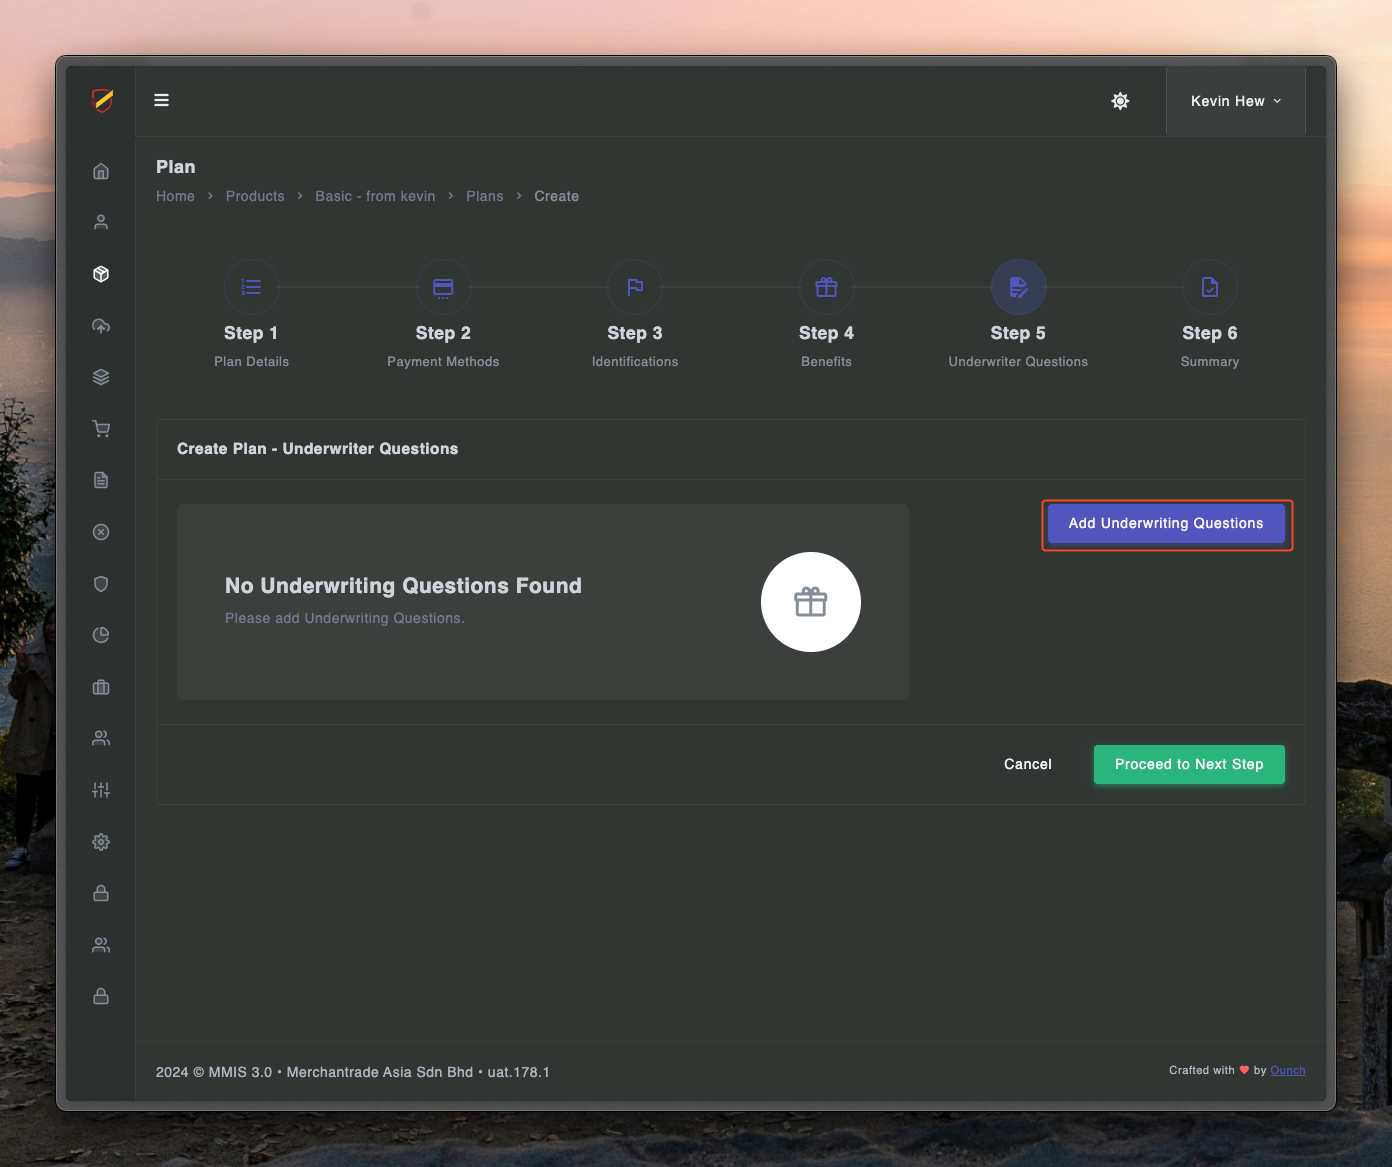 Kevin Hew
Plan
Home > Products > Basic - from kevin > Plans > Create
Step 1
Plan Details
Step 2
Payment Methods
Step 3
Identifications
Step 4
Benefits
Step 5
Underwriter Questions
Step 6
Summary
Create Plan - Underwriter Questions
Add Underwriting Questions
No Underwriting Questions Found
Please add Underwriting Questions.
Cancel
Proceed to Next Step
2024 © MMIS 3.0 • Merchantrade Asia Sdn Bhd • uat.178.1
Crafted with ♥ by Ounch